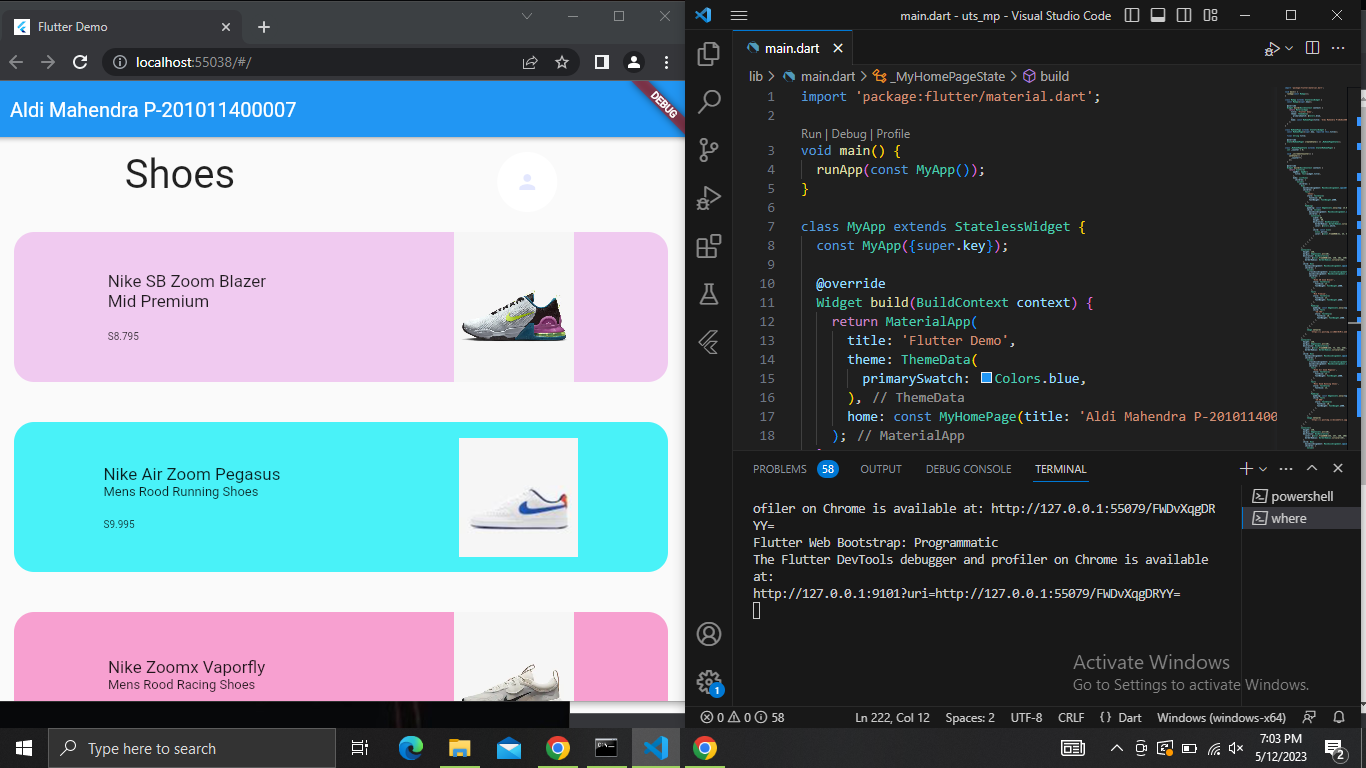 Flutter Demo
localhost:55038/#/
Aldi Mahendra P-201011400007
DEBUG
Shoes
Nike SB Zoom Blazer
Mid Premium
S8.795
Nike Air Zoom Pegasus
Mens Rood Running Shoes
S9.995
Nike Zoomx Vaporfly
Mens Rood Racing Shoes
main.dart - uts_mp - Visual Studio Code
main.dart
lib > main.dart > _MyHomePageState > build
1 import 'package:flutter/material.dart';
2
Run | Debug | Profile
3 void main() {
4 runApp(const MyApp());
5 }
6
7 class MyApp extends StatelessWidget {
8 const MyApp({super.key});
9
10 @override
11 Widget build(BuildContext context) {
12 return MaterialApp(
13 title: 'Flutter Demo',
14 theme: ThemeData(
15 primarySwatch: Colors.blue,
16 ), // ThemeData
17 home: const MyHomePage(title: 'Aldi Mahendra P-201011400
18 ); // MaterialApp
PROBLEMS 58 OUTPUT DEBUG CONSOLE TERMINAL
ofiler on Chrome is available at: http://127.0.0.1:55079/FWDvXqgDR
YY=
Flutter Web Bootstrap: Programmatic
The Flutter DevTools debugger and profiler on Chrome is available
at:
http://127.0.0.1:9101?uri=http://127.0.0.1:55079/FWDvXqgDRYY=
powershell
where
Activate Windows
Go to Settings to activate Windows.
1
0 0 58 Ln 222, Col 12 Spaces: 2 UTF-8 CRLF {} Dart Windows (windows-x64)
Type here to search
7:03 PM
5/12/2023
2